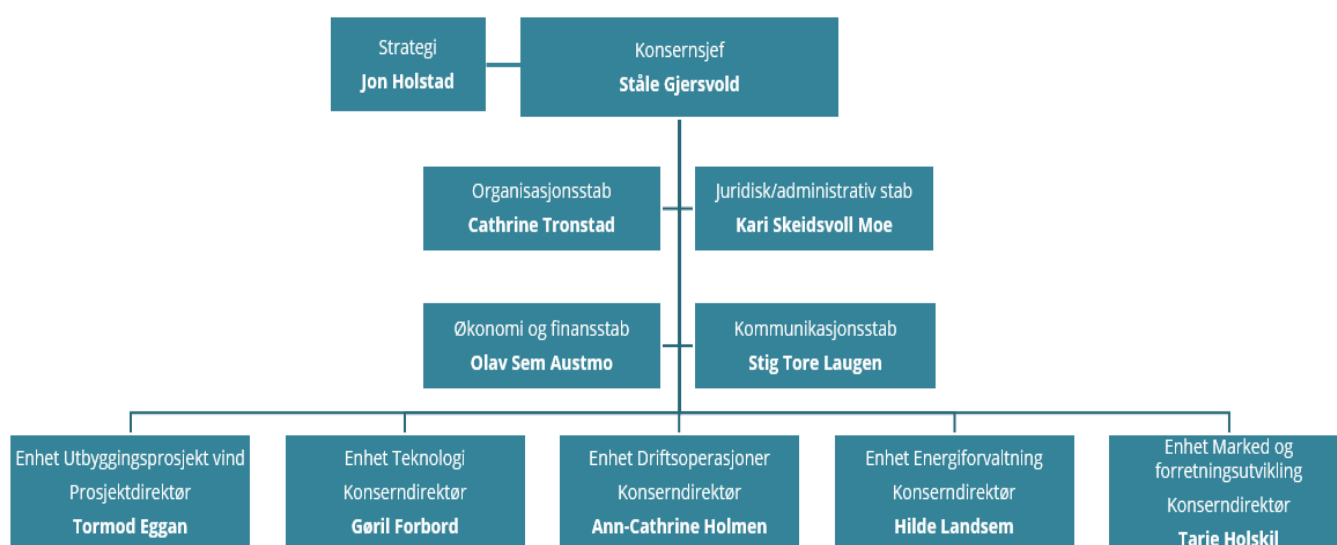 Strategi
Jon Holstad
Konsernsjef
Ståle Gjersvold
Organisasjonsstab
Cathrine Tronstad
Juridisk/administrativ stab
Kari Skeidsvoll Moe
Økonomi og finansstab
Olav Sem Austmo
Kommunikasjonsstab
Stig Tore Laugen
Enhet Utbyggingsprosjekt vind
Prosjektdirektør
Tormod Eggan
Enhet Teknologi
Konserndirektør
Gøril Forbord
Enhet Driftsoperasjoner
Konserndirektør
Ann-Cathrine Holmen
Enhet Energiforvaltning
Konserndirektør
Hilde Landsem
Enhet Marked og
forretningsutvikling
Konserndirektør
Tarje Holskil